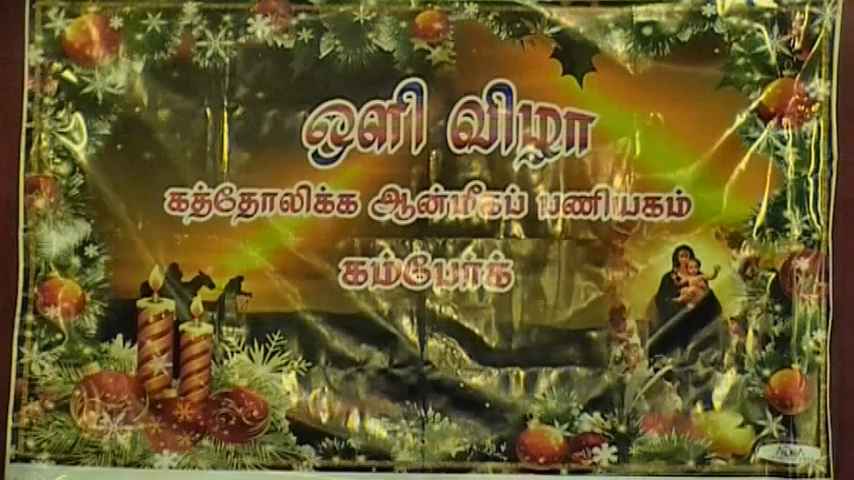 ஒளி விழா
கத்தோலிக்க ஆன்மீகப் பணியகம்
கம்பேர்க்